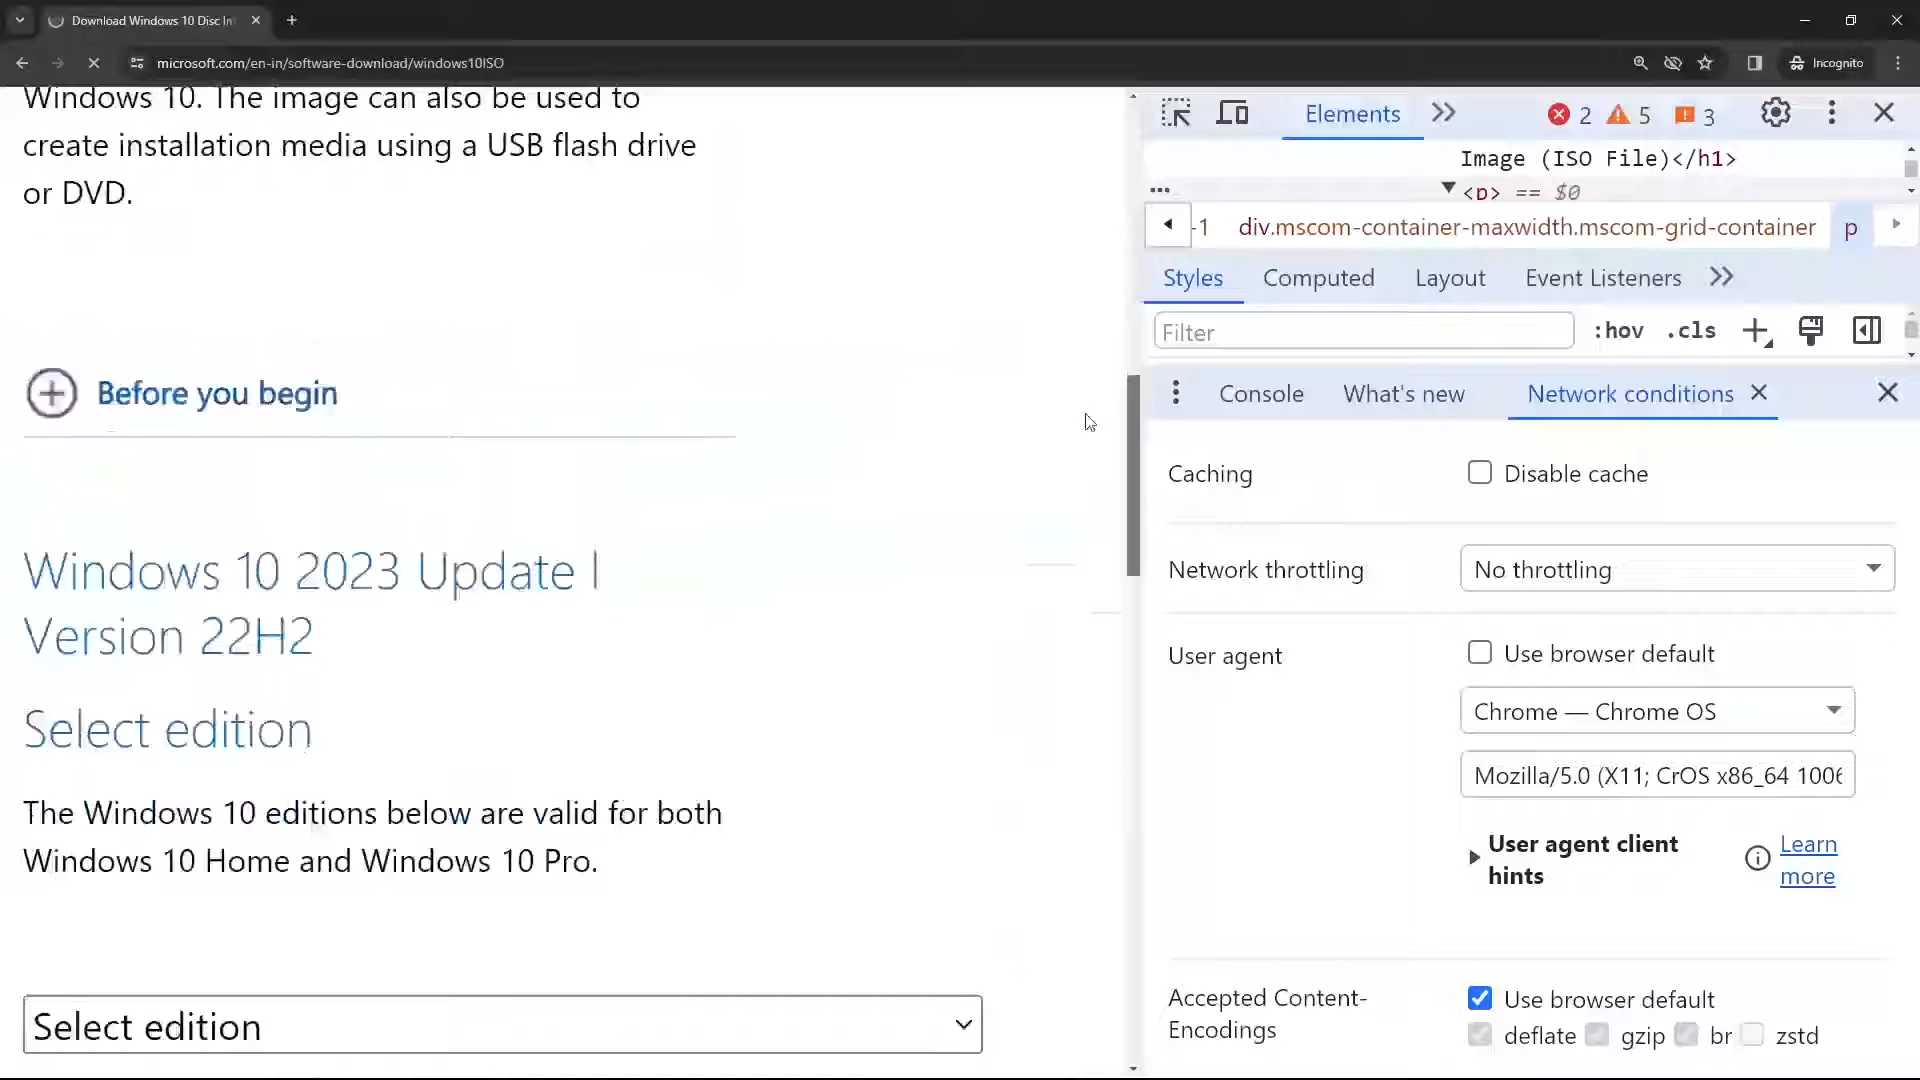 Download Windows 10 Disc Im
microsoft.com/en-in/software-download/windows10ISO
Incognito
Windows 10. The image can also be used to
create installation media using a USB flash drive
or DVD.
Before you begin
Windows 10 2023 Update l
Version 22H2
Select edition
The Windows 10 editions below are valid for both
Windows 10 Home and Windows 10 Pro.
Select edition
Elements
2
5
3
Image (ISO File)</h1>
... <p> == $0
-1 div.mscom-container-maxwidth.mscom-grid-container p
Styles Computed Layout Event Listeners
Filter :hov .cls
Console What's new Network conditions
Caching
Disable cache
Network throttling
No throttling
User agent
Use browser default
Chrome — Chrome OS
Mozilla/5.0 (X11; CrOS x86_64 1006
User agent client
hints
Learn
more
Accepted Content-
Encodings
Use browser default
deflate gzip br zstd